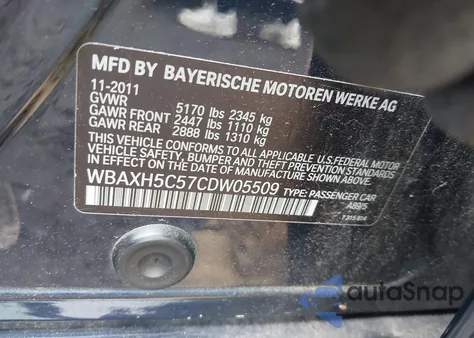 MFD BY BAYERISCHE MOTOREN WERKE AG
11-2011
GVWR 5170 lbs 2345 kg
GAWR FRONT 2447 lbs 1110 kg
GAWR REAR 2888 lbs 1310 kg
THIS VEHICLE CONFORMS TO ALL APPLICABLE U.S.FEDERAL MOTOR
VEHICLE SAFETY, BUMPER, AND THEFT PREVENTION STANDARDS
IN EFFECT ON THE DATE OF MANUFACTURE SHOWN ABOVE.
WBAXH5C57CDW05509 TYPE: PASSENGER CAR
A89/5
autoSnap